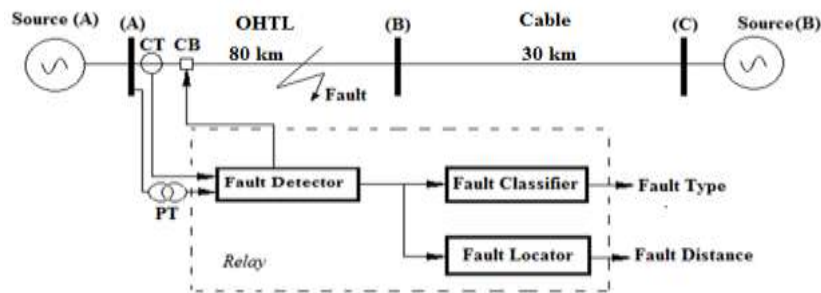 Source (A)
(A)
OHTL
(B)
Cable
(C)
Source(B)
CT
CB
80 km
30 km
Fault
Fault Detector
Fault Classifier
Fault Type
PT
Relay
Fault Locator
Fault Distance